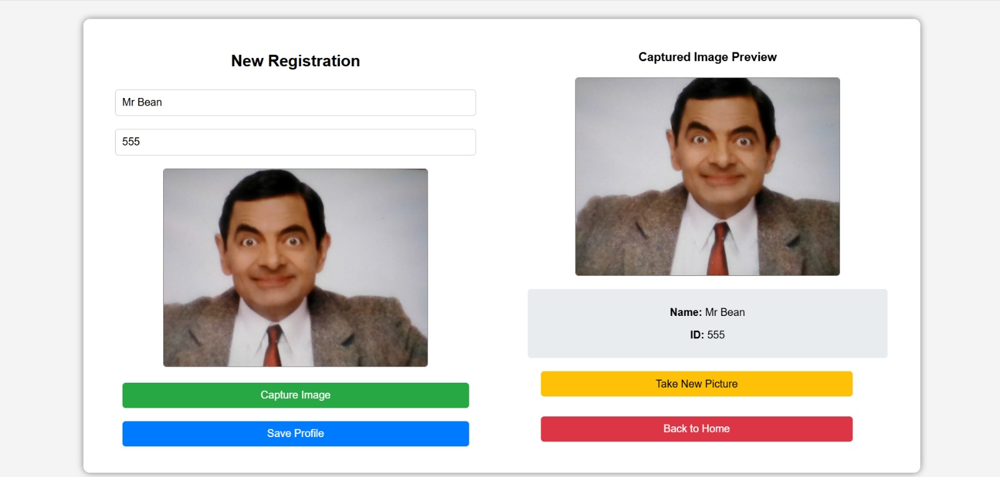 New Registration
Mr Bean
555
Capture Image
Save Profile
Captured Image Preview
Name: Mr Bean
ID: 555
Take New Picture
Back to Home